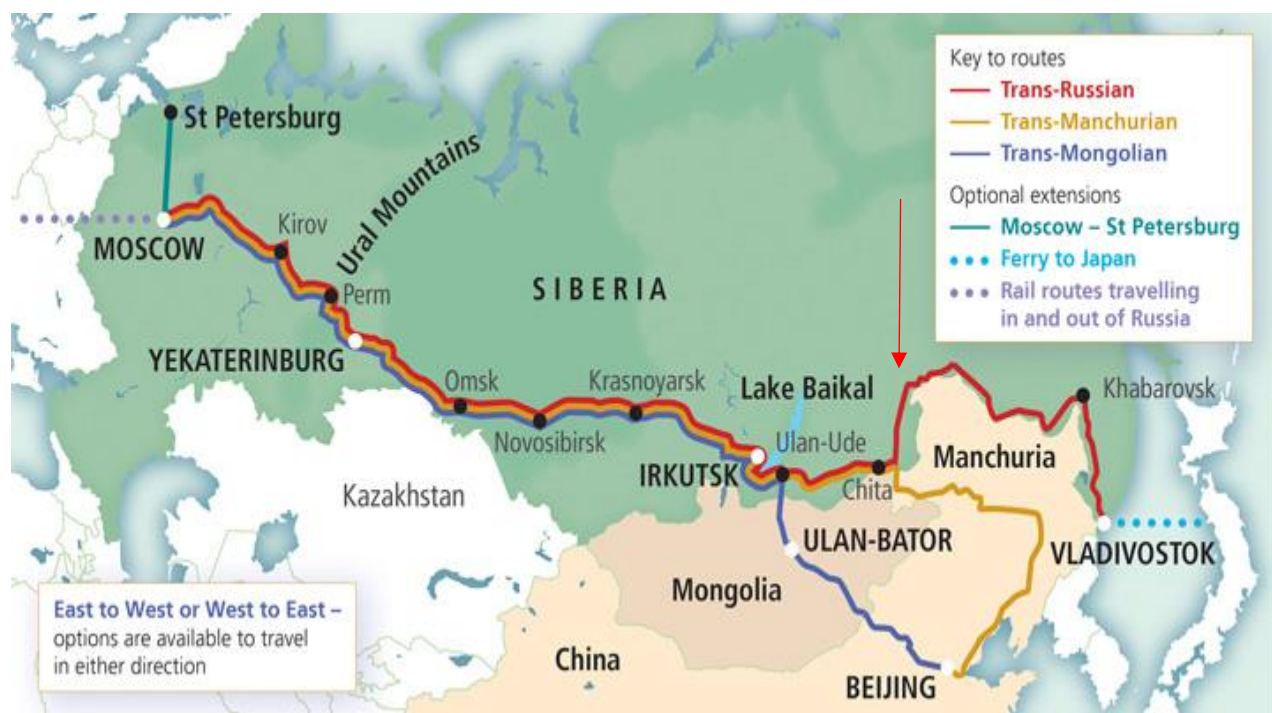 Key to routes
Trans-Russian
Trans-Manchurian
Trans-Mongolian
Optional extensions
Moscow – St Petersburg
Ferry to Japan
Rail routes travelling
in and out of Russia
St Petersburg
Ural Mountains
Kirov
MOSCOW
SIBERIA
Perm
YEKATERINBURG
Omsk
Krasnoyarsk
Lake Baikal
Khabarovsk
Novosibirsk
Ulan-Ude
Manchuria
IRKUTSK
Chita
Kazakhstan
ULAN-BATOR
VLADIVOSTOK
Mongolia
East to West or West to East –
options are available to travel
in either direction
China
BEIJING